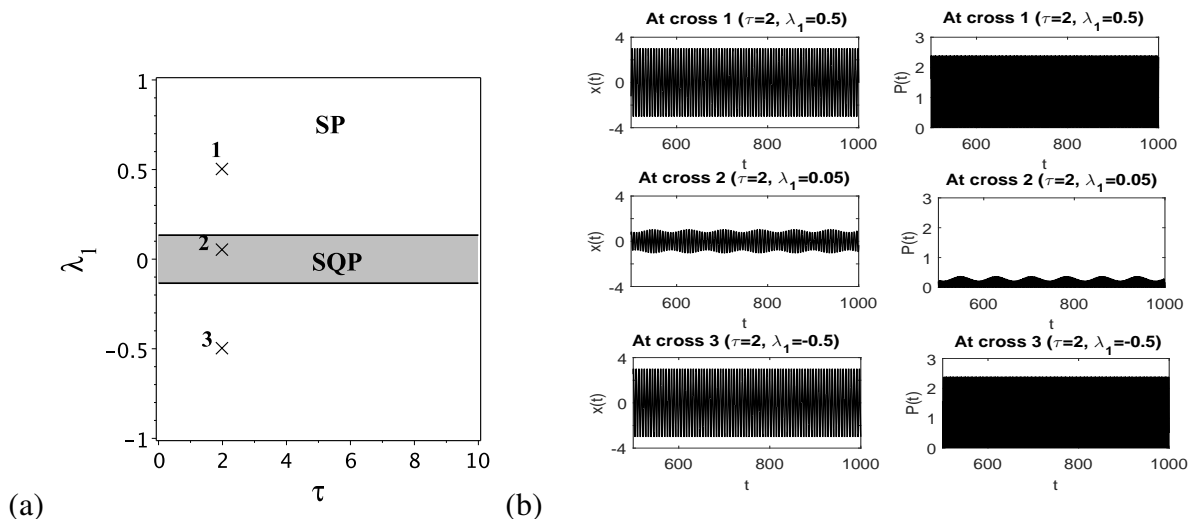 (a)
λ1
1
0.5
0
−0.5
−1
SP
1
2
SQP
3
0 2 4 6 8 10
τ
(b)
At cross 1 (τ=2, λ1=0.5)
x(t)
4
0
-4
600 800 1000
t
At cross 1 (τ=2, λ1=0.5)
P(t)
3
2
1
0
600 800 1000
t
At cross 2 (τ=2, λ1=0.05)
x(t)
4
0
-4
600 800 1000
t
At cross 2 (τ=2, λ1=0.05)
P(t)
3
2
1
0
600 800 1000
t
At cross 3 (τ=2, λ1=-0.5)
x(t)
4
0
-4
600 800 1000
t
At cross 3 (τ=2, λ1=-0.5)
P(t)
3
2
1
0
600 800 1000
t